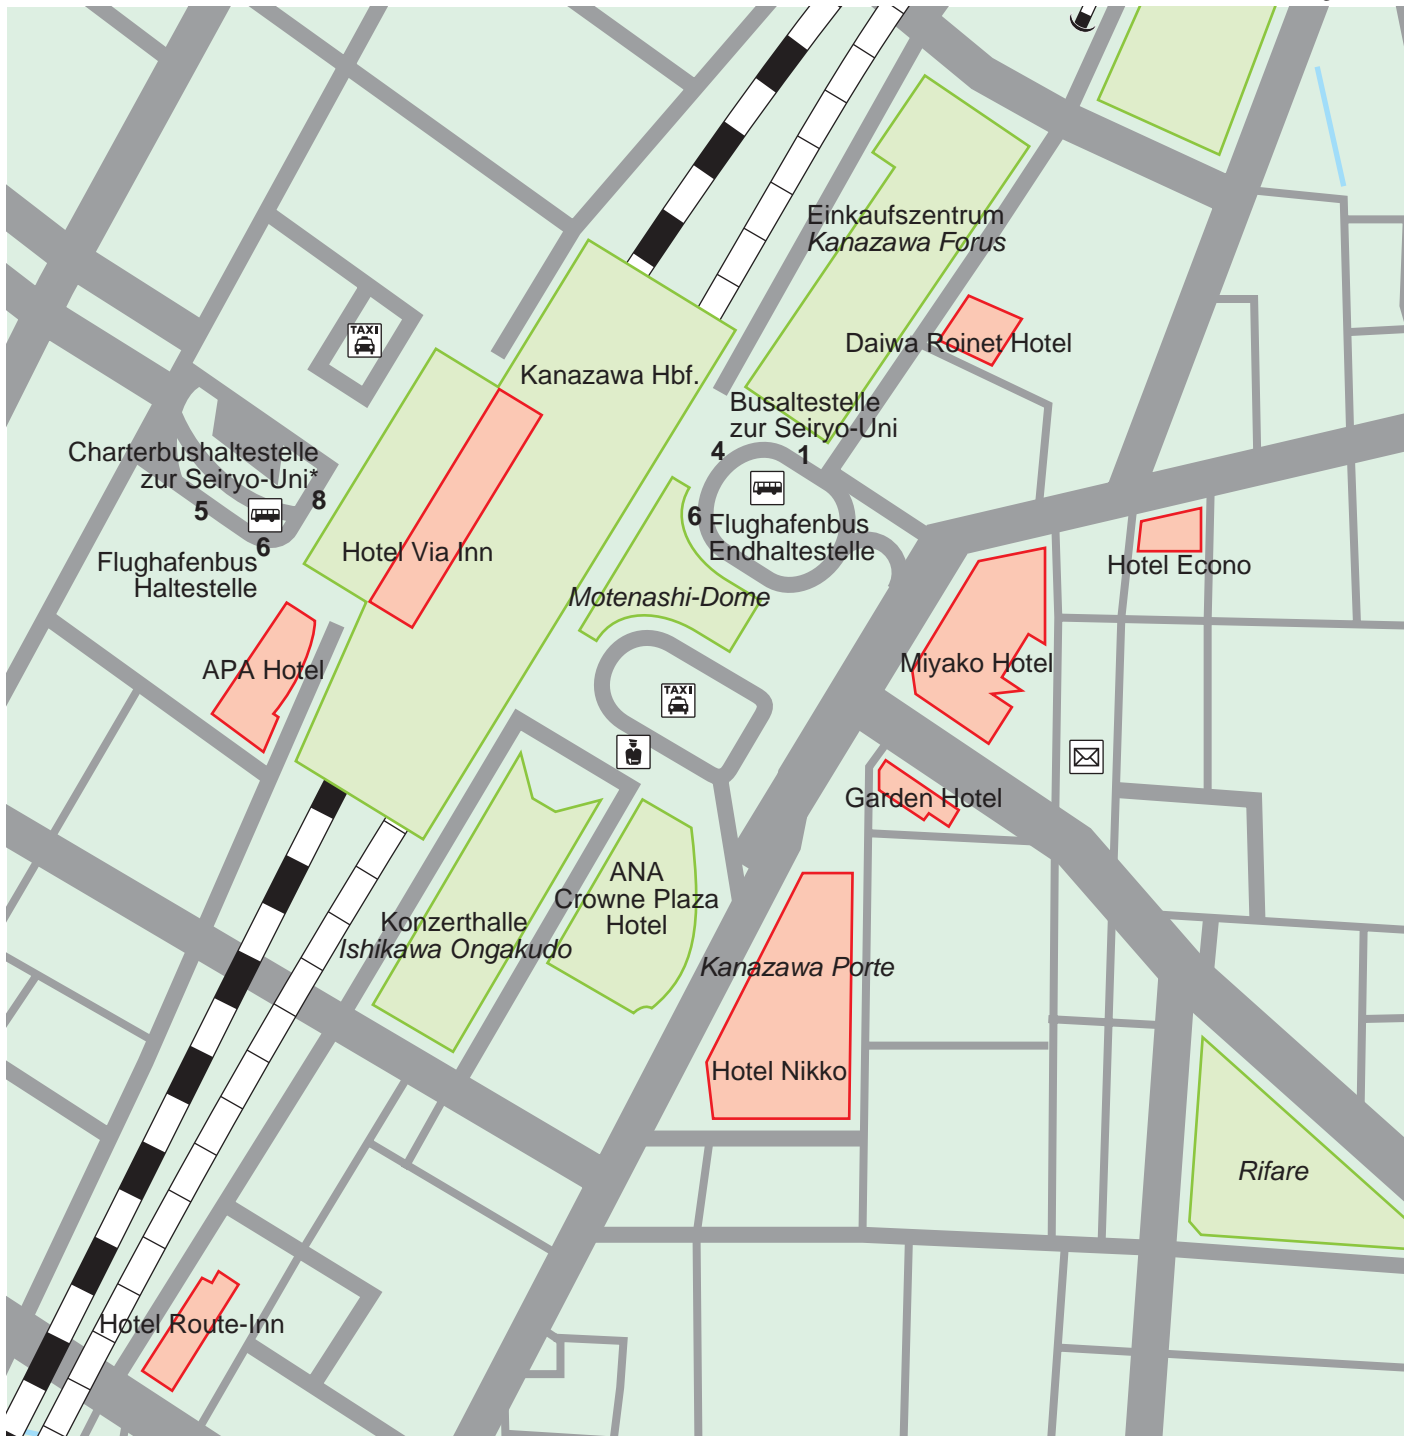 Einkaufszentrum
Kanazawa Forus
TAXI
Daiwa Roinet Hotel
Kanazawa Hbf.
Busaltestelle
zur Seiryo-Uni
4
1
Charterbushaltestelle
zur Seiryo-Uni*
8
5
6
6
Flughafenbus
Endhaltestelle
Hotel Via Inn
Flughafenbus
Haltestelle
Hotel Econo
Motenashi-Dome
APA Hotel
Miyako Hotel
TAXI
Garden Hotel
ANA
Crowne Plaza
Hotel
Konzerthalle
Ishikawa Ongakudo
Kanazawa Porte
Hotel Nikko
Rifare
Hotel Route-Inn